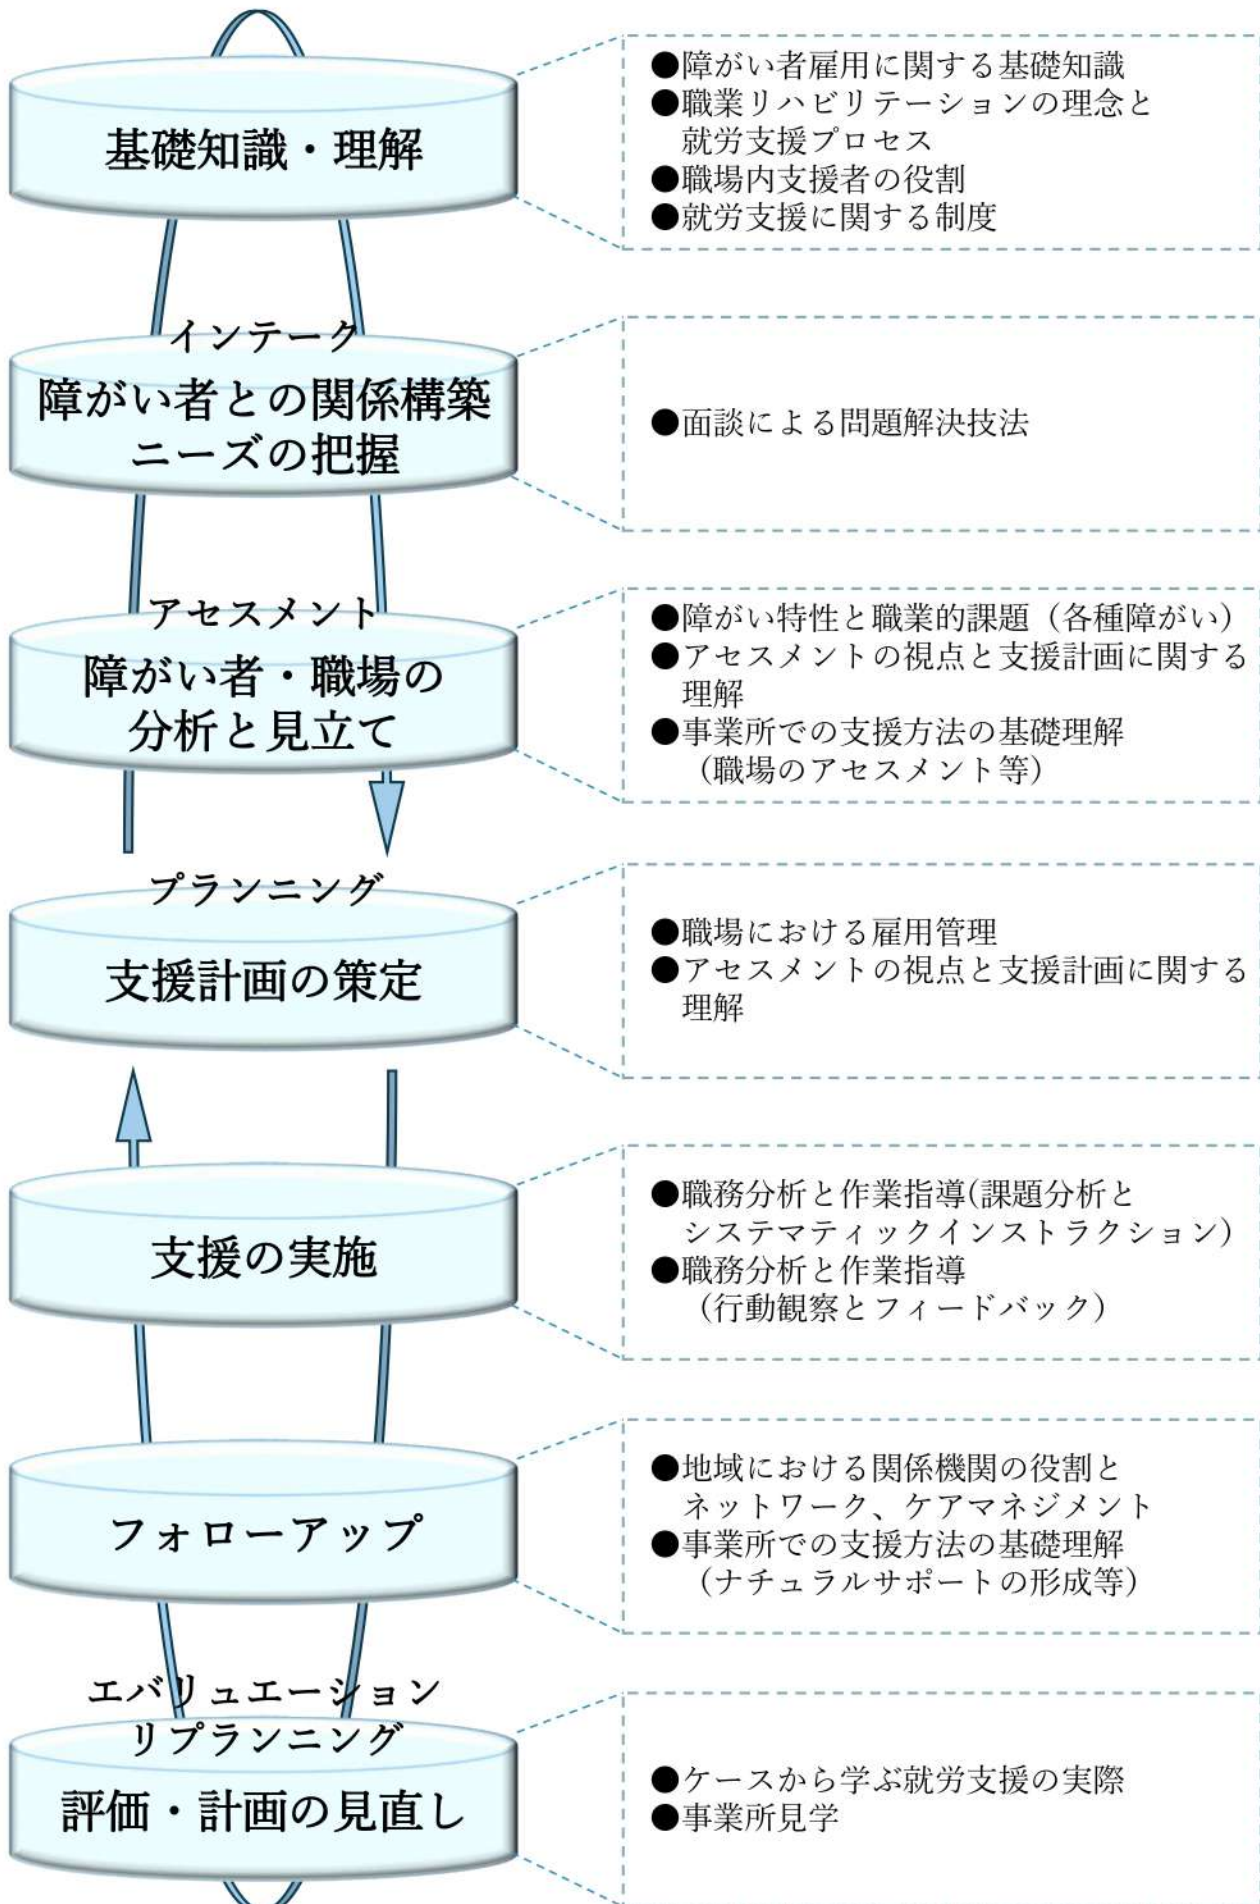 基礎知識・理解
●障がい者雇用に関する基礎知識
●職業リハビリテーションの理念と
就労支援プロセス
●職場内支援者の役割
●就労支援に関する制度
インテーク
障がい者との関係構築
ニーズの把握
●面談による問題解決技法
アセスメント
障がい者・職場の
分析と見立て
●障がい特性と職業的課題（各種障がい）
●アセスメントの視点と支援計画に関する
理解
●事業所での支援方法の基礎理解
（職場のアセスメント等）
プランニング
支援計画の策定
●職場における雇用管理
●アセスメントの視点と支援計画に関する
理解
支援の実施
●職務分析と作業指導(課題分析と
システマティックインストラクション）
●職務分析と作業指導
（行動観察とフィードバック）
フォローアップ
●地域における関係機関の役割と
ネットワーク、ケアマネジメント
●事業所での支援方法の基礎理解
（ナチュラルサポートの形成等）
エバリュエーション
リプランニング
評価・計画の見直し
●ケースから学ぶ就労支援の実際
●事業所見学